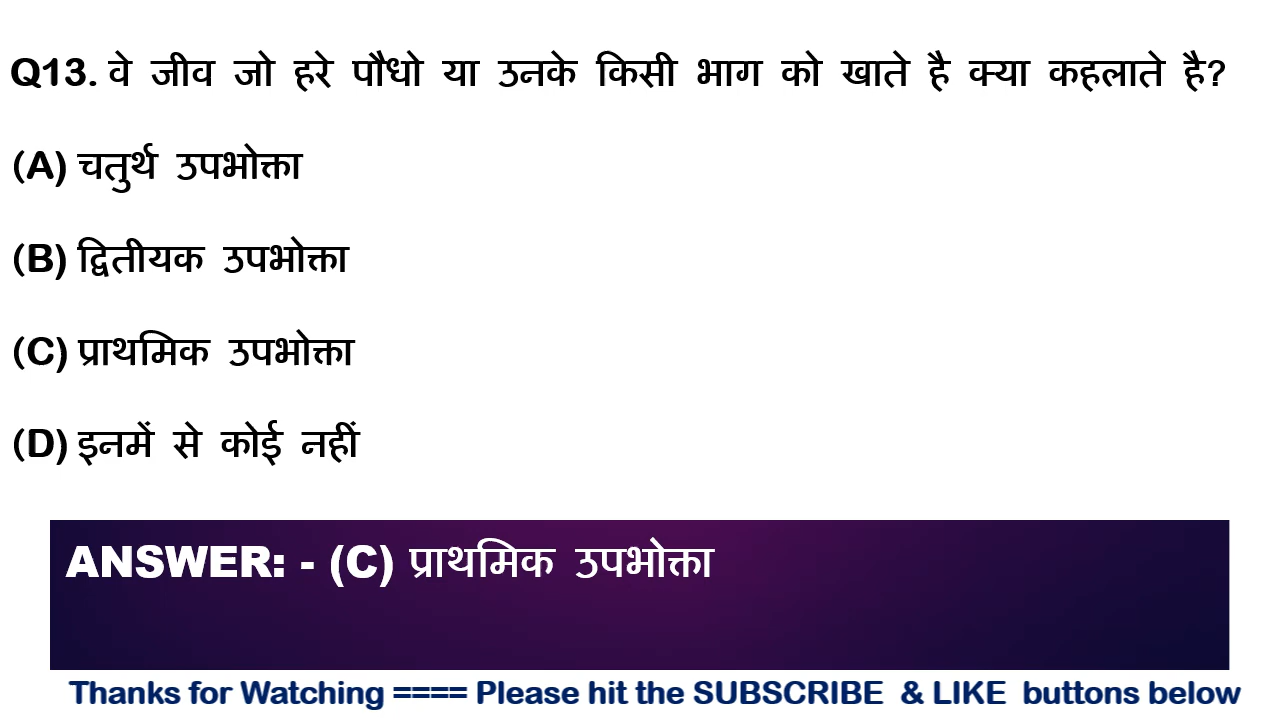 Q13. वे जीव जो हरे पौधो या उनके किसी भाग को खाते है क्या कहलाते है?
(A) चतुर्थ उपभोक्ता
(B) द्वितीयक उपभोक्ता
(C) प्राथमिक उपभोक्ता
(D) इनमें से कोई नहीं
ANSWER: - (C) प्राथमिक उपभोक्ता
Thanks for Watching ==== Please hit the SUBSCRIBE & LIKE buttons below